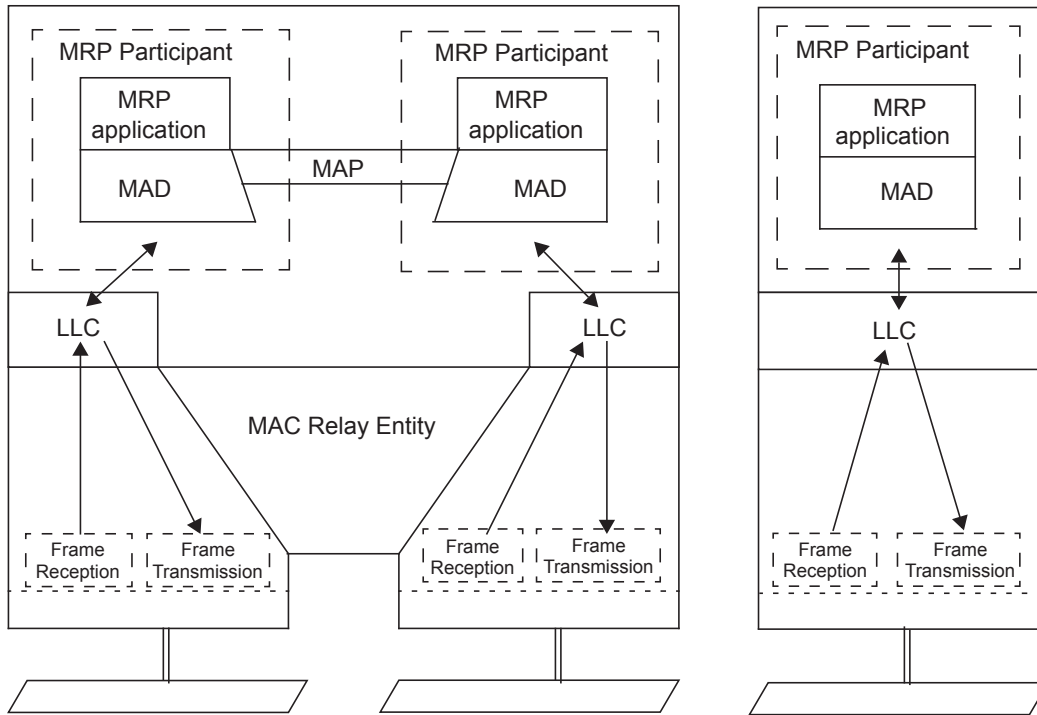 MRP Participant
MRP
application
MAD
MAP
MRP Participant
MRP
application
MAD
LLC
LLC
MAC Relay Entity
Frame
Reception
Frame
Transmission
Frame
Reception
Frame
Transmission
MRP Participant
MRP
application
MAD
LLC
Frame
Reception
Frame
Transmission